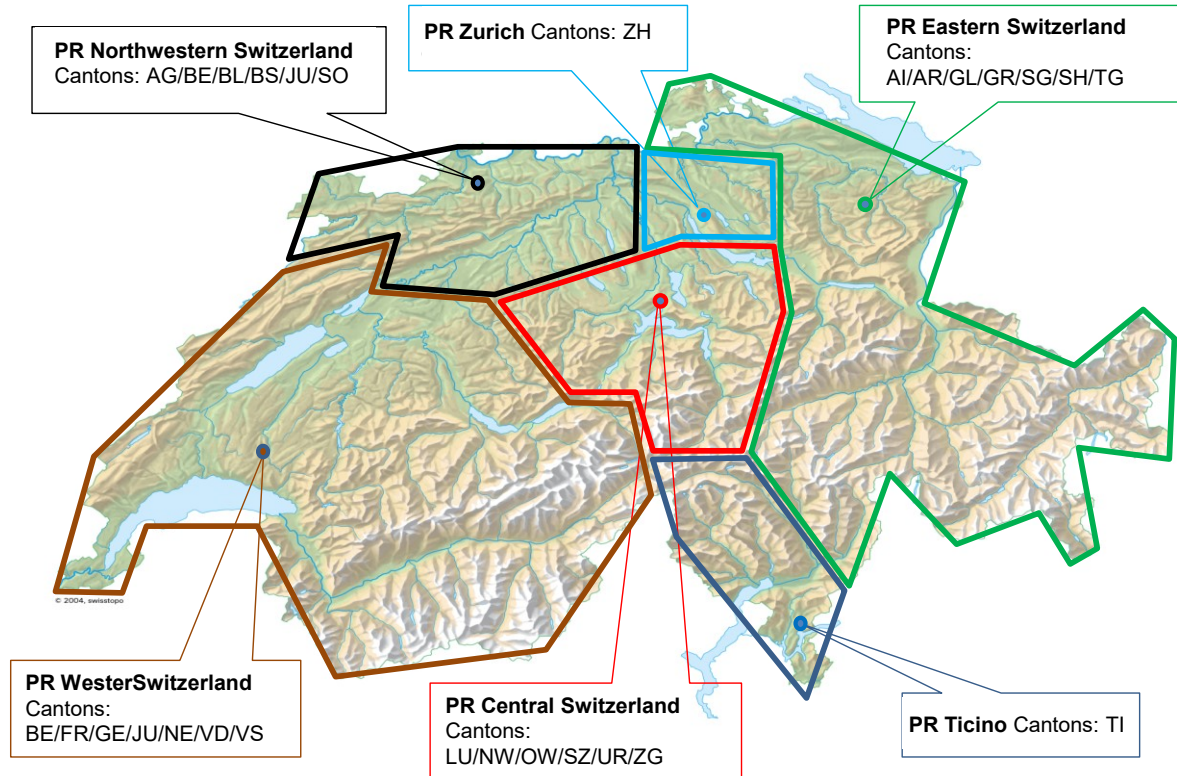 PR Northwestern Switzerland
Cantons: AG/BE/BL/BS/JU/SO
PR Zurich Cantons: ZH
PR Eastern Switzerland
Cantons:
AI/AR/GL/GR/SG/SH/TG
© 2004, swisstopo
PR WesterSwitzerland
Cantons:
BE/FR/GE/JU/NE/VD/VS
PR Central Switzerland
Cantons:
LU/NW/OW/SZ/UR/ZG
PR Ticino Cantons: TI